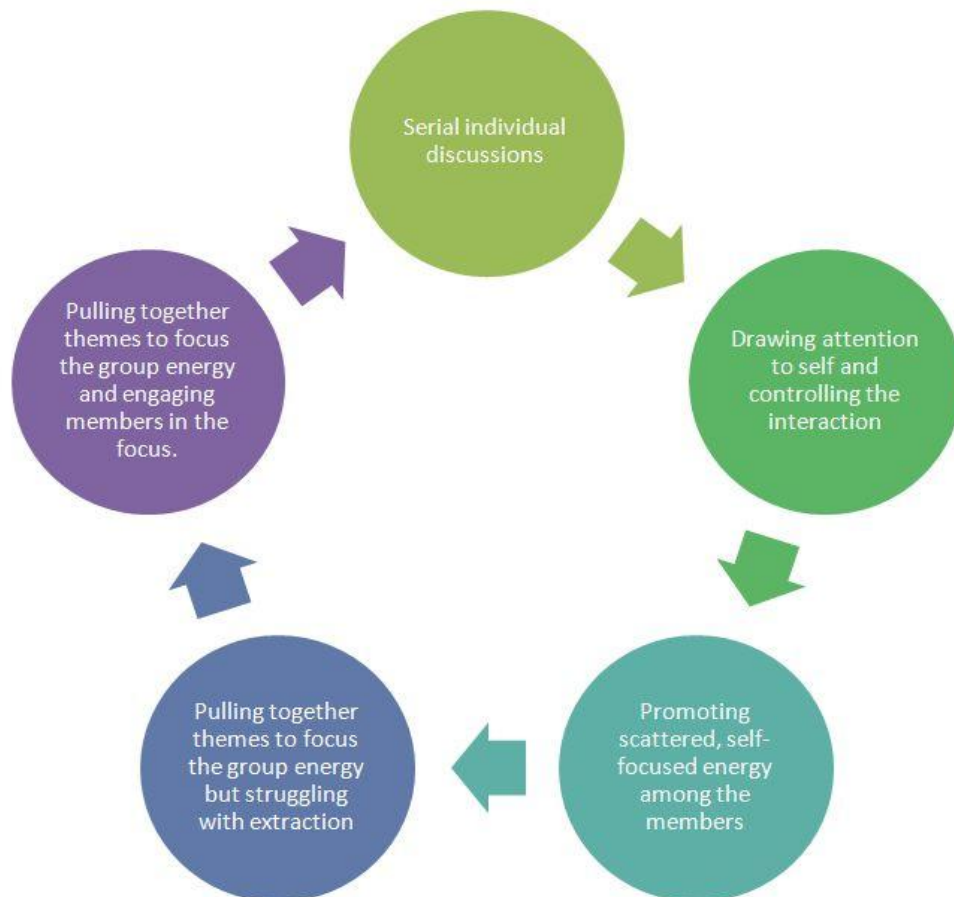 Serial individual
discussions
Drawing attention
to self and
controlling the
interaction
Promoting
scattered, self-
focused energy
among the
members
Pulling together
themes to focus
the group energy
but struggling
with extraction
Pulling together
themes to focus
the group energy
and engaging
members in the
focus.